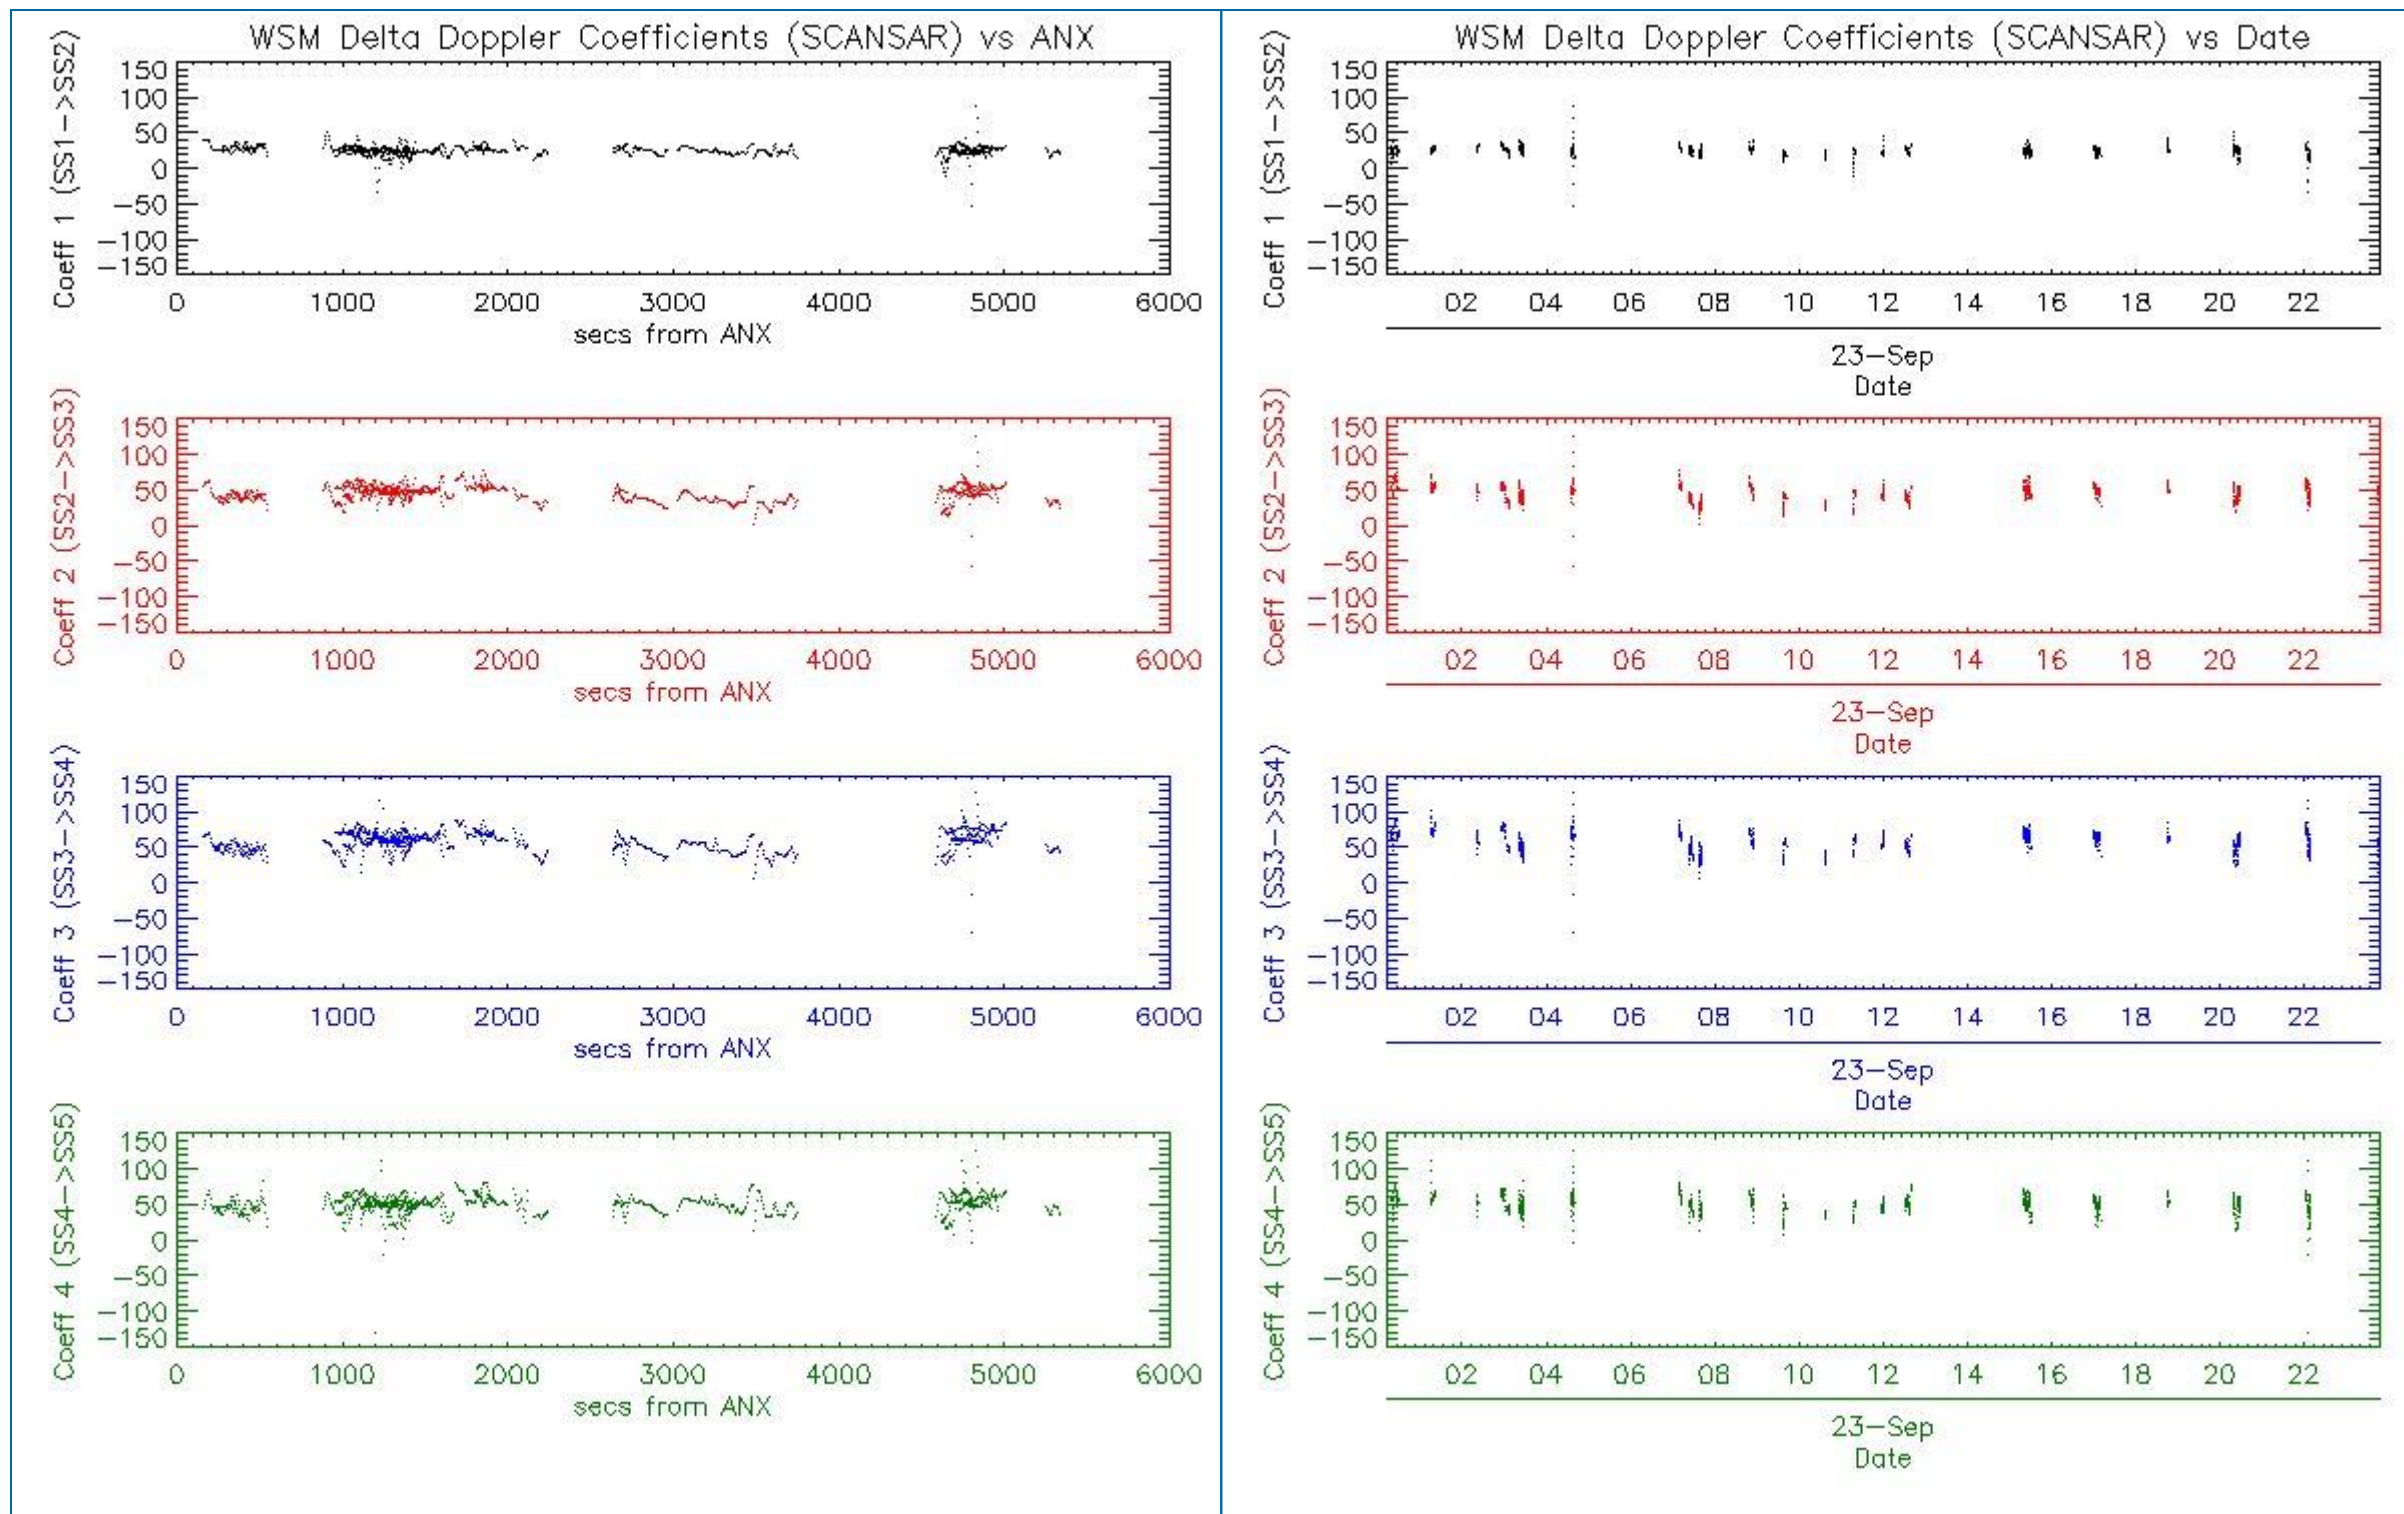 WSM Delta Doppler Coefficients (SCANSAR) vs ANX
Coeff 1 (SS1->SS2)
150
100
50
0
-50
-100
-150
0 1000 2000 3000 4000 5000 6000
secs from ANX
Coeff 2 (SS2->SS3)
150
100
50
0
-50
-100
-150
0 1000 2000 3000 4000 5000 6000
secs from ANX
Coeff 3 (SS3->SS4)
150
100
50
0
-50
-100
-150
0 1000 2000 3000 4000 5000 6000
secs from ANX
Coeff 4 (SS4->SS5)
150
100
50
0
-50
-100
-150
0 1000 2000 3000 4000 5000 6000
secs from ANX
WSM Delta Doppler Coefficients (SCANSAR) vs Date
Coeff 1 (SS1->SS2)
150
100
50
0
-50
-100
-150
02 04 06 08 10 12 14 16 18 20 22
23-Sep
Date
Coeff 2 (SS2->SS3)
150
100
50
0
-50
-100
-150
02 04 06 08 10 12 14 16 18 20 22
23-Sep
Date
Coeff 3 (SS3->SS4)
150
100
50
0
-50
-100
-150
02 04 06 08 10 12 14 16 18 20 22
23-Sep
Date
Coeff 4 (SS4->SS5)
150
100
50
0
-50
-100
-150
02 04 06 08 10 12 14 16 18 20 22
23-Sep
Date